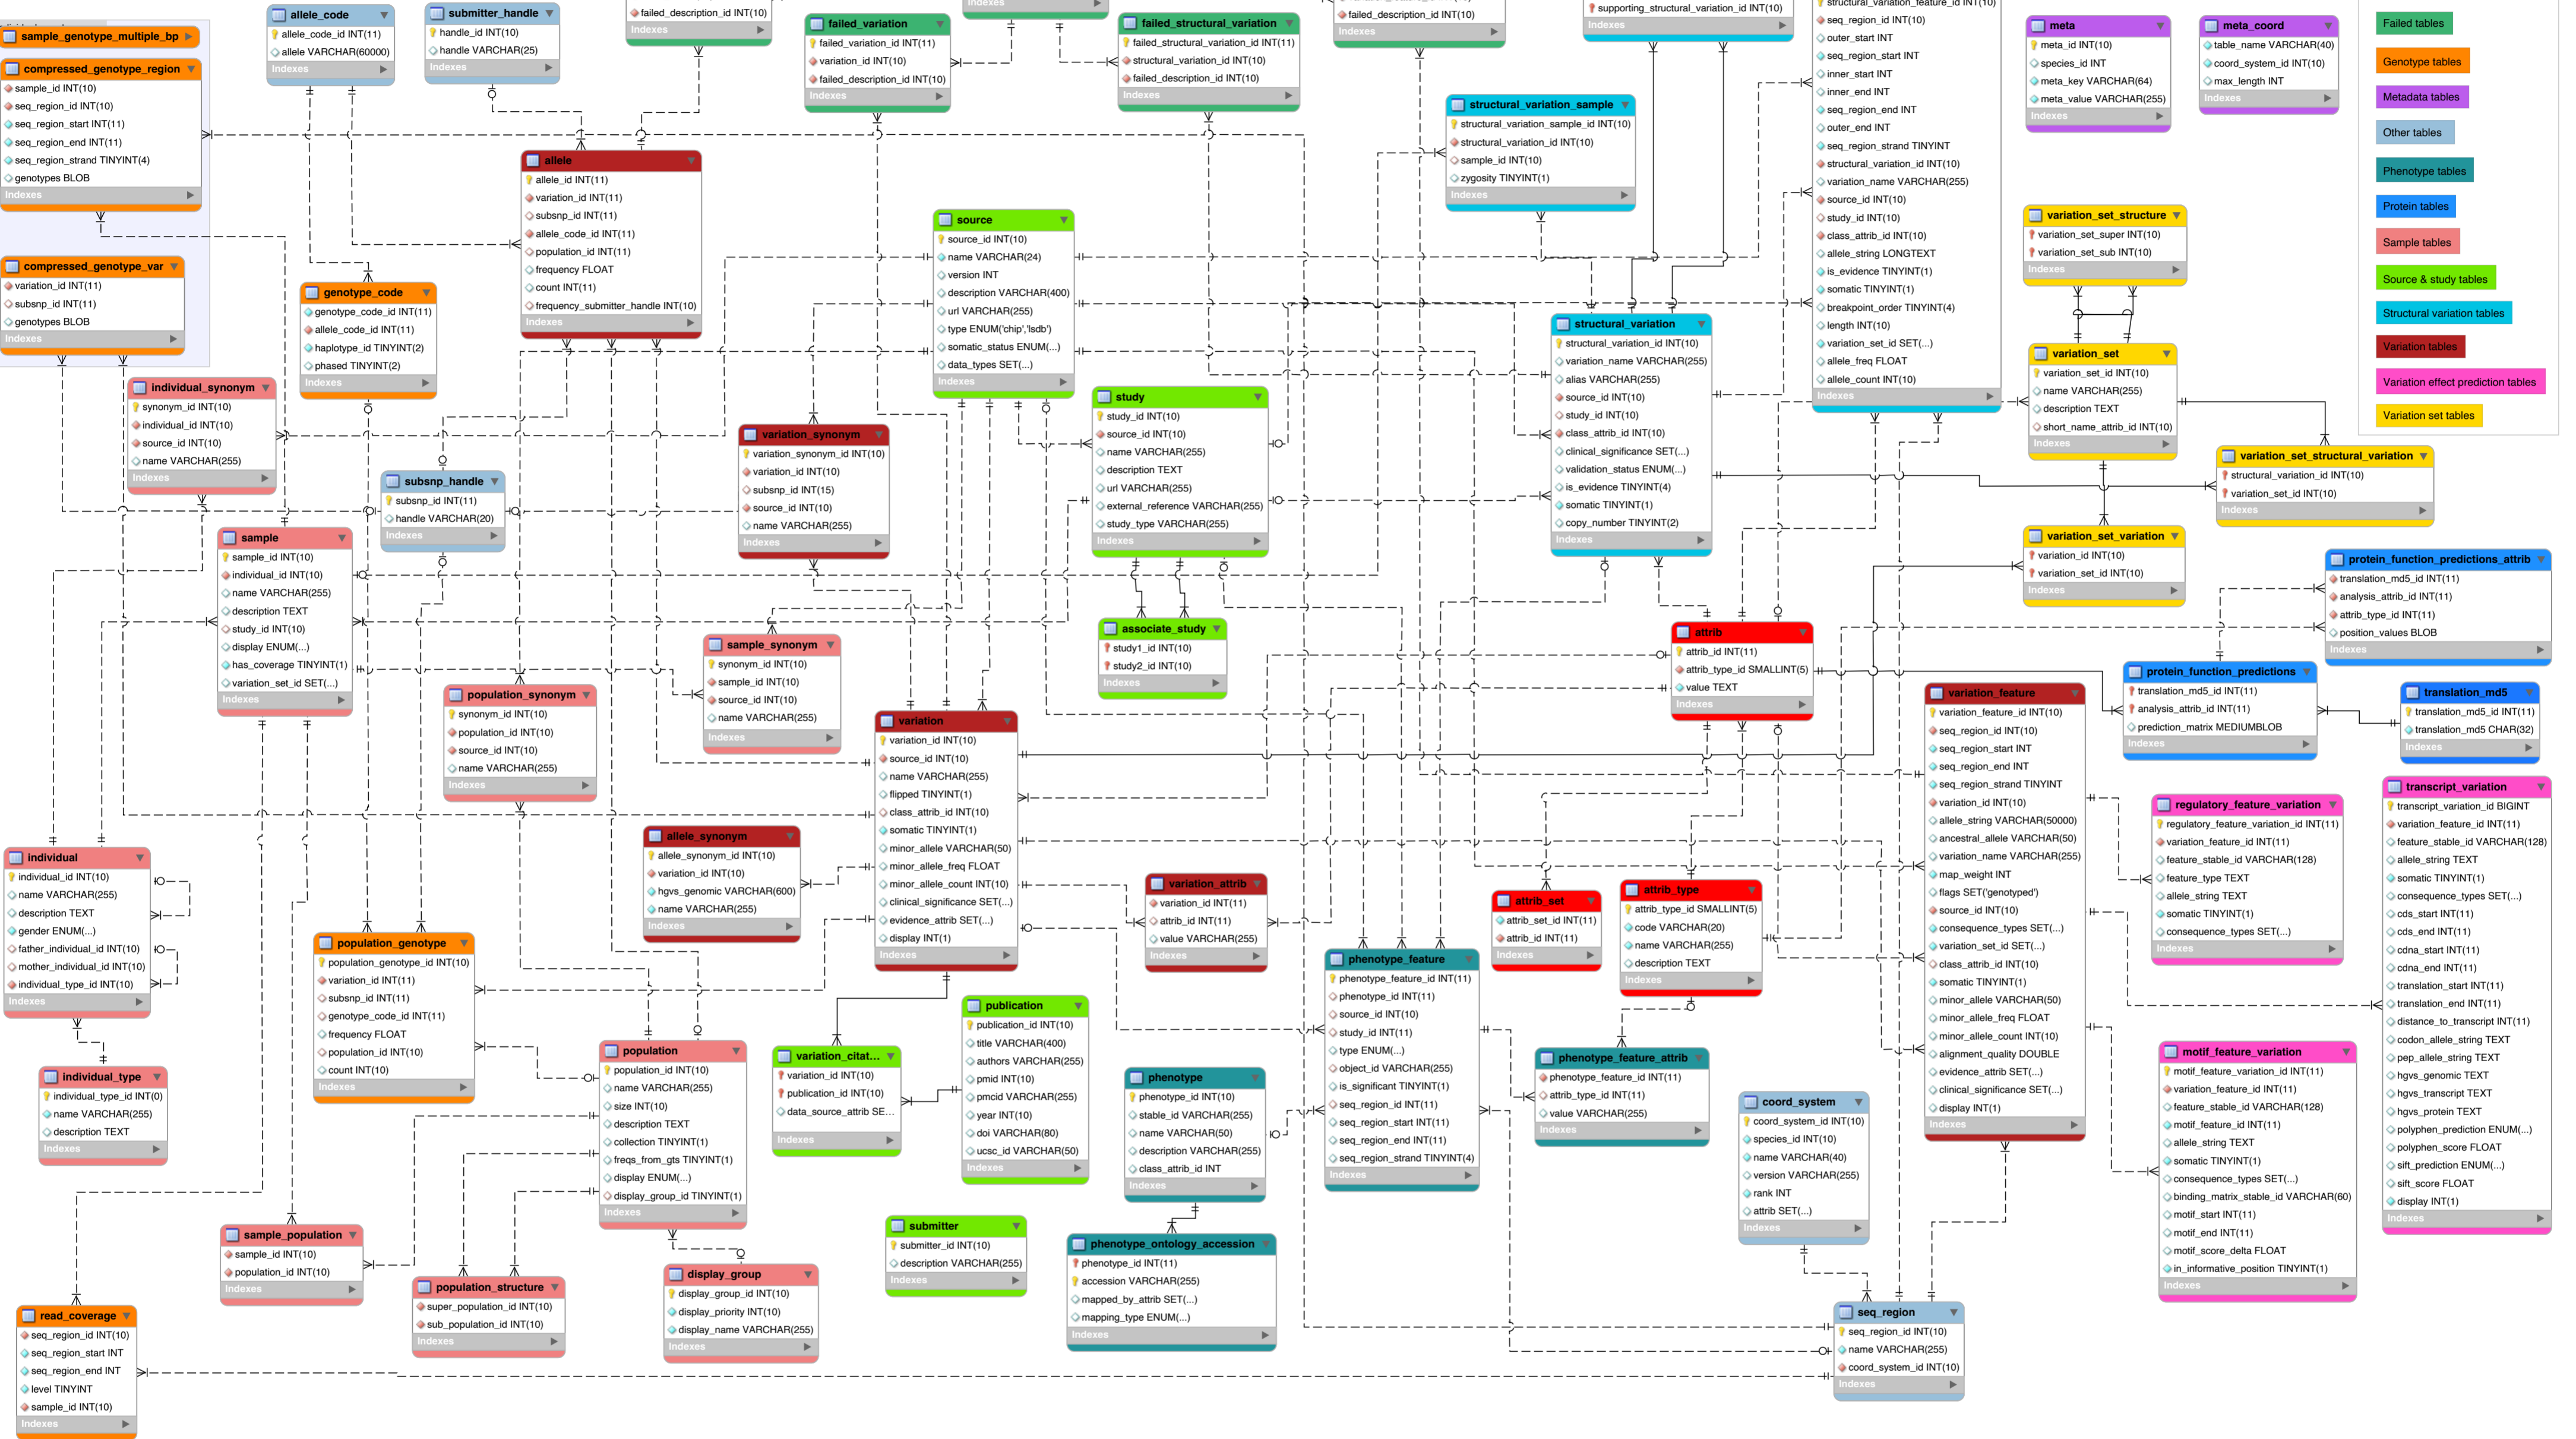 sample_genotype_multiple_bp
compressed_genotype_region
sample_id INT(10)
seq_region_id INT(10)
seq_region_start INT(11)
seq_region_end INT(11)
seq_region_strand TINYINT(4)
genotypes BLOB
Indexes
compressed_genotype_var
variation_id INT(11)
subsnp_id INT(11)
genotypes BLOB
Indexes
allele_code
allele_code_id INT(11)
allele VARCHAR(60000)
Indexes
submitter_handle
handle_id INT(10)
handle VARCHAR(25)
Indexes
failed_description_id INT(10)
Indexes
failed_variation
failed_variation_id INT(11)
variation_id INT(10)
failed_description_id INT(10)
Indexes
Indexes
failed_structural_variation
failed_structural_variation_id INT(11)
structural_variation_id INT(10)
failed_description_id INT(10)
Indexes
failed_description_id INT(10)
Indexes
supporting_structural_variation_id INT(10)
Indexes
structural_variation_feature_id INT(10)
seq_region_id INT(10)
outer_start INT
seq_region_start INT
inner_start INT
inner_end INT
seq_region_end INT
outer_end INT
seq_region_strand TINYINT
structural_variation_id INT(10)
variation_name VARCHAR(255)
source_id INT(10)
study_id INT(10)
class_attrib_id INT(10)
allele_string LONGTEXT
is_evidence TINYINT(1)
somatic TINYINT(1)
breakpoint_order TINYINT(4)
length INT(10)
variation_set_id SET(...)
allele_freq FLOAT
allele_count INT(10)
Indexes
meta
meta_id INT(10)
species_id INT
meta_key VARCHAR(64)
meta_value VARCHAR(255)
Indexes
meta_coord
table_name VARCHAR(40)
coord_system_id INT(10)
max_length INT
Indexes
Failed tables
Genotype tables
Metadata tables
Other tables
Phenotype tables
Protein tables
Sample tables
Source & study tables
Structural variation tables
Variation tables
Variation effect prediction tables
Variation set tables
structural_variation_sample
structural_variation_sample_id INT(10)
structural_variation_id INT(10)
sample_id INT(10)
zygosity TINYINT(1)
Indexes
allele
allele_id INT(11)
variation_id INT(11)
subsnp_id INT(11)
allele_code_id INT(11)
population_id INT(11)
frequency FLOAT
count INT(11)
frequency_submitter_handle INT(10)
Indexes
genotype_code
genotype_code_id INT(11)
allele_code_id INT(11)
haplotype_id TINYINT(2)
phased TINYINT(2)
Indexes
source
source_id INT(10)
name VARCHAR(24)
version INT
description VARCHAR(400)
url VARCHAR(255)
type ENUM('chip','lsdb')
somatic_status ENUM(...)
data_types SET(...)
Indexes
variation_set_structure
variation_set_super INT(10)
variation_set_sub INT(10)
Indexes
variation_set
variation_set_id INT(10)
name VARCHAR(255)
description TEXT
short_name_attrib_id INT(10)
Indexes
variation_set_structural_variation
structural_variation_id INT(10)
variation_set_id INT(10)
Indexes
variation_set_variation
variation_id INT(10)
variation_set_id INT(10)
Indexes
structural_variation
structural_variation_id INT(10)
variation_name VARCHAR(255)
alias VARCHAR(255)
source_id INT(10)
study_id INT(10)
class_attrib_id INT(10)
clinical_significance SET(...)
validation_status ENUM(...)
is_evidence TINYINT(4)
somatic TINYINT(1)
copy_number TINYINT(2)
Indexes
study
study_id INT(10)
source_id INT(10)
name VARCHAR(255)
description TEXT
url VARCHAR(255)
external_reference VARCHAR(255)
study_type VARCHAR(255)
Indexes
individual_synonym
synonym_id INT(10)
individual_id INT(10)
source_id INT(10)
name VARCHAR(255)
Indexes
subsnp_handle
subsnp_id INT(11)
handle VARCHAR(20)
Indexes
variation_synonym
variation_synonym_id INT(10)
variation_id INT(10)
subsnp_id INT(15)
source_id INT(10)
name VARCHAR(255)
Indexes
sample
sample_id INT(10)
individual_id INT(10)
name VARCHAR(255)
description TEXT
study_id INT(10)
display ENUM(...)
has_coverage TINYINT(1)
variation_set_id SET(...)
Indexes
sample_synonym
synonym_id INT(10)
sample_id INT(10)
source_id INT(10)
name VARCHAR(255)
Indexes
population_synonym
synonym_id INT(10)
population_id INT(10)
source_id INT(10)
name VARCHAR(255)
Indexes
associate_study
study1_id INT(10)
study2_id INT(10)
Indexes
attrib
attrib_id INT(11)
attrib_type_id SMALLINT(5)
value TEXT
Indexes
protein_function_predictions_attrib
translation_md5_id INT(11)
analysis_attrib_id INT(11)
attrib_type_id INT(11)
position_values BLOB
Indexes
protein_function_predictions
translation_md5_id INT(11)
analysis_attrib_id INT(11)
prediction_matrix MEDIUMBLOB
Indexes
translation_md5
translation_md5_id INT(11)
translation_md5 CHAR(32)
Indexes
variation
variation_id INT(10)
source_id INT(10)
name VARCHAR(255)
flipped TINYINT(1)
class_attrib_id INT(10)
somatic TINYINT(1)
minor_allele VARCHAR(50)
minor_allele_freq FLOAT
minor_allele_count INT(10)
clinical_significance SET(...)
evidence_attrib SET(...)
display INT(1)
Indexes
variation_feature
variation_feature_id INT(10)
seq_region_id INT(10)
seq_region_start INT
seq_region_end INT
seq_region_strand TINYINT
variation_id INT(10)
allele_string VARCHAR(50000)
ancestral_allele VARCHAR(50)
variation_name VARCHAR(255)
map_weight INT
flags SET('genotyped')
source_id INT(10)
consequence_types SET(...)
variation_set_id SET(...)
class_attrib_id INT(10)
somatic TINYINT(1)
minor_allele VARCHAR(50)
minor_allele_freq FLOAT
minor_allele_count INT(10)
alignment_quality DOUBLE
evidence_attrib SET(...)
clinical_significance SET(...)
display INT(1)
Indexes
regulatory_feature_variation
regulatory_feature_variation_id INT(11)
variation_feature_id INT(11)
feature_stable_id VARCHAR(128)
feature_type TEXT
allele_string TEXT
somatic TINYINT(1)
consequence_types SET(...)
Indexes
transcript_variation
transcript_variation_id BIGINT
variation_feature_id INT(11)
feature_stable_id VARCHAR(128)
allele_string TEXT
somatic TINYINT(1)
consequence_types SET(...)
cds_start INT(11)
cds_end INT(11)
cdna_start INT(11)
cdna_end INT(11)
translation_start INT(11)
translation_end INT(11)
distance_to_transcript INT(11)
codon_allele_string TEXT
pep_allele_string TEXT
hgvs_genomic TEXT
hgvs_transcript TEXT
hgvs_protein TEXT
polyphen_prediction ENUM(...)
polyphen_score FLOAT
sift_prediction ENUM(...)
sift_score FLOAT
display INT(1)
Indexes
allele_synonym
allele_synonym_id INT(10)
variation_id INT(10)
hgvs_genomic VARCHAR(600)
name VARCHAR(255)
Indexes
variation_attrib
variation_id INT(11)
attrib_id INT(11)
value VARCHAR(255)
Indexes
attrib_set
attrib_set_id INT(11)
attrib_id INT(11)
Indexes
attrib_type
attrib_type_id SMALLINT(5)
code VARCHAR(20)
name VARCHAR(255)
description TEXT
Indexes
individual
individual_id INT(10)
name VARCHAR(255)
description TEXT
gender ENUM(...)
father_individual_id INT(10)
mother_individual_id INT(10)
individual_type_id INT(10)
Indexes
individual_type
individual_type_id INT(0)
name VARCHAR(255)
description TEXT
Indexes
population_genotype
population_genotype_id INT(10)
variation_id INT(11)
subsnp_id INT(11)
genotype_code_id INT(11)
frequency FLOAT
population_id INT(10)
count INT(10)
Indexes
population
population_id INT(10)
name VARCHAR(255)
size INT(10)
description TEXT
collection TINYINT(1)
freqs_from_gts TINYINT(1)
display ENUM(...)
display_group_id TINYINT(1)
Indexes
variation_citat...
variation_id INT(10)
publication_id INT(10)
data_source_attrib SE...
Indexes
publication
publication_id INT(10)
title VARCHAR(400)
authors VARCHAR(255)
pmid INT(10)
pmcid VARCHAR(255)
year INT(10)
doi VARCHAR(80)
ucsc_id VARCHAR(50)
Indexes
phenotype
phenotype_id INT(10)
stable_id VARCHAR(255)
name VARCHAR(50)
description VARCHAR(255)
class_attrib_id INT
Indexes
phenotype_feature
phenotype_feature_id INT(11)
phenotype_id INT(11)
source_id INT(10)
study_id INT(11)
type ENUM(...)
object_id VARCHAR(255)
is_significant TINYINT(1)
seq_region_id INT(11)
seq_region_start INT(11)
seq_region_end INT(11)
seq_region_strand TINYINT(4)
Indexes
phenotype_feature_attrib
phenotype_feature_id INT(11)
attrib_type_id INT(11)
value VARCHAR(255)
Indexes
coord_system
coord_system_id INT(10)
species_id INT(10)
name VARCHAR(40)
version VARCHAR(255)
rank INT
attrib SET(...)
Indexes
motif_feature_variation
motif_feature_variation_id INT(11)
variation_feature_id INT(11)
feature_stable_id VARCHAR(128)
motif_feature_id INT(11)
allele_string TEXT
somatic TINYINT(1)
consequence_types SET(...)
binding_matrix_stable_id VARCHAR(60)
motif_start INT(11)
motif_end INT(11)
motif_score_delta FLOAT
in_informative_position TINYINT(1)
Indexes
sample_population
sample_id INT(10)
population_id INT(10)
Indexes
population_structure
super_population_id INT(10)
sub_population_id INT(10)
Indexes
display_group
display_group_id INT(10)
display_priority INT(10)
display_name VARCHAR(255)
Indexes
submitter
submitter_id INT(10)
description VARCHAR(255)
Indexes
phenotype_ontology_accession
phenotype_id INT(11)
accession VARCHAR(255)
mapped_by_attrib SET(...)
mapping_type ENUM(...)
Indexes
read_coverage
seq_region_id INT(10)
seq_region_start INT
seq_region_end INT
level TINYINT
sample_id INT(10)
Indexes
seq_region
seq_region_id INT(10)
name VARCHAR(255)
coord_system_id INT(10)
Indexes